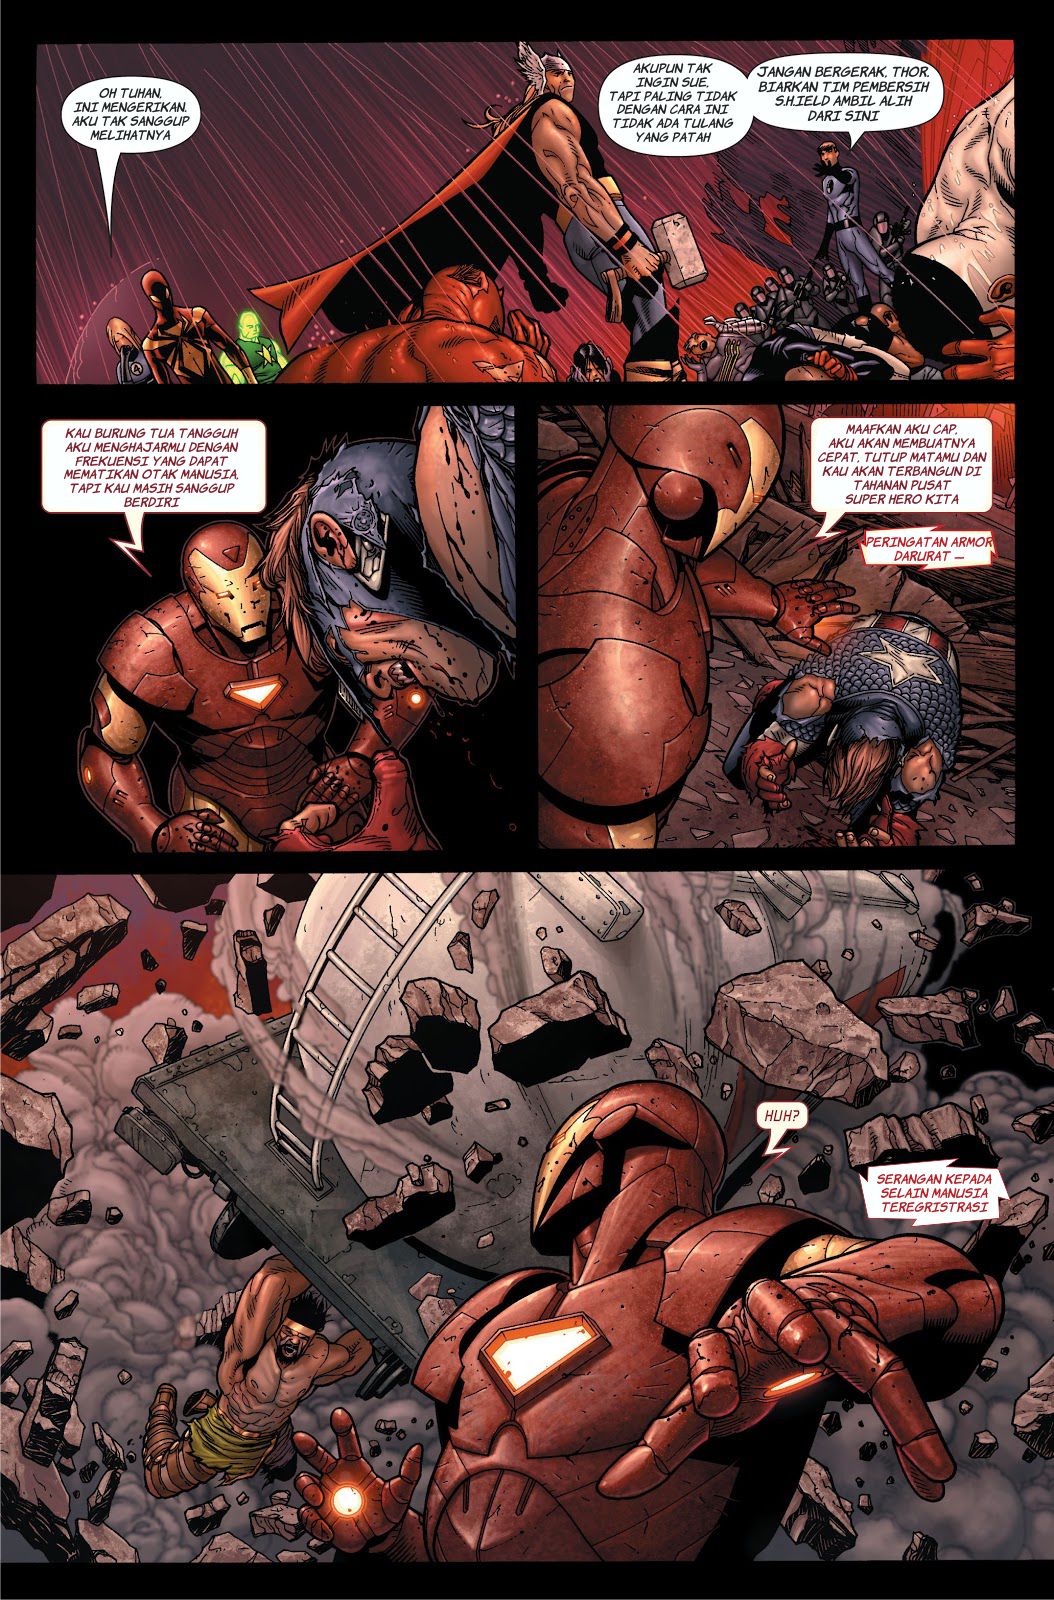 OH TUHAN,
INI MENGERIKAN.
AKU TAK SANGGUP
MELIHATNYA
AKUPUN TAK
INGIN SUE,
TAPI PALING TIDAK
DENGAN CARA INI
TIDAK ADA TULANG
YANG PATAH
JANGAN BERGERAK, THOR.
BIARKAN TIM PEMBERSIH
S.H.I.E.L.D AMBIL ALIH
DARI SINI
KAU BURUNG TUA TANGGUH
AKU MENGHAJARMU DENGAN
FREKUENSI YANG DAPAT
MEMATIKAN OTAK MANUSIA,
TAPI KAU MASIH SANGGUP
BERDIRI
MAAFKAN AKU CAP,
AKU AKAN MEMBUATNYA
CEPAT, TUTUP MATAMU DAN
KAU AKAN TERBANGUN DI
TAHANAN PUSAT
SUPER HERO KITA
PERINGATAN ARMOR
DARURAT —
HUH?
SERANGAN KEPADA
SELAIN MANUSIA
TEREGRISTRASI